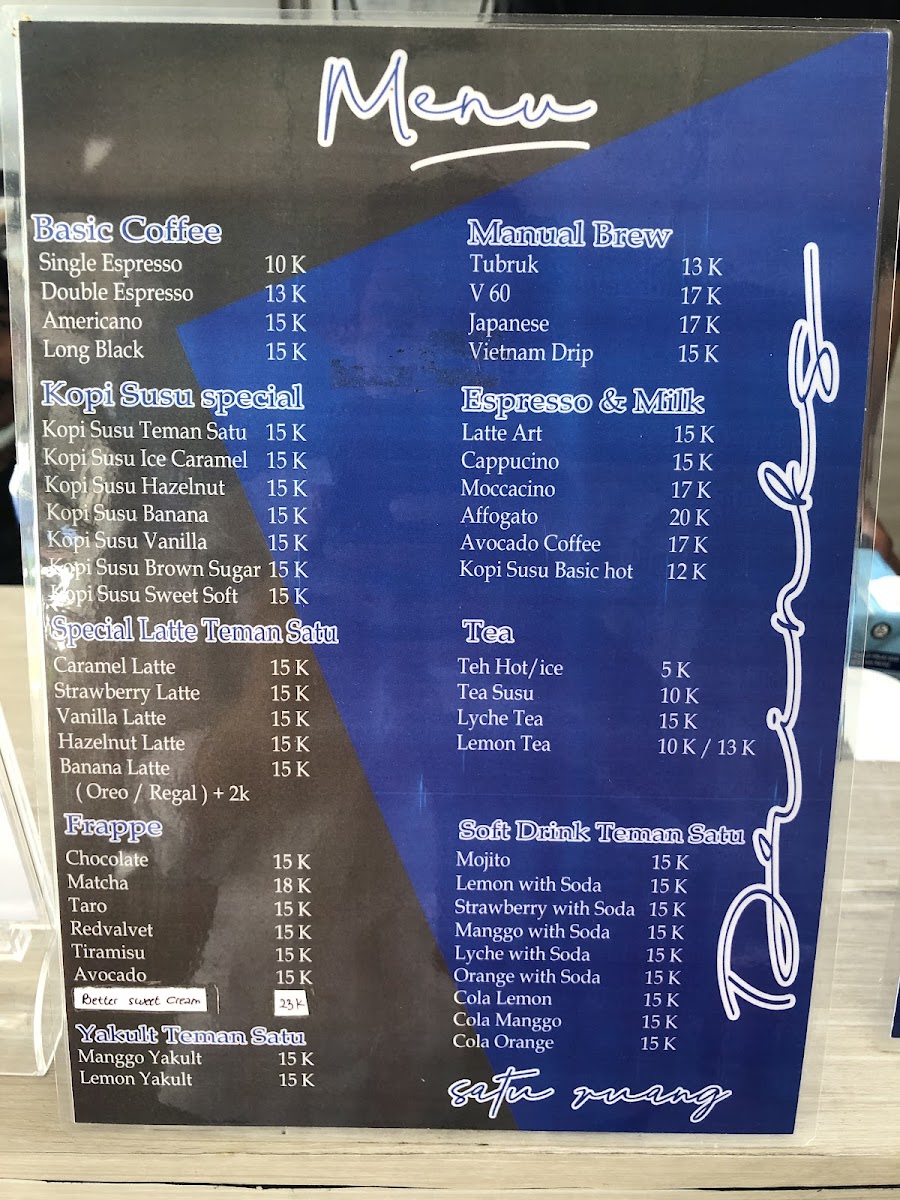 Menu
Basic Coffee
Single Espresso 10 K
Double Espresso 13 K
Americano 15 K
Long Black 15 K
Kopi Susu special
Kopi Susu Teman Satu 15 K
Kopi Susu Ice Caramel 15 K
Kopi Susu Hazelnut 15 K
Kopi Susu Banana 15 K
Kopi Susu Vanilla 15 K
Kopi Susu Brown Sugar 15 K
Kopi Susu Sweet Soft 15 K
Special Latte Teman Satu
Caramel Latte 15 K
Strawberry Latte 15 K
Vanilla Latte 15 K
Hazelnut Latte 15 K
Banana Latte 15 K
( Oreo / Regal ) + 2k
Frappe
Chocolate 15 K
Matcha 18 K
Taro 15 K
Redvalvet 15 K
Tiramisu 15 K
Avocado 15 K
Better sweet cream 23K
Yakult Teman Satu
Manggo Yakult 15 K
Lemon Yakult 15 K
Manual Brew
Tubruk 13 K
V 60 17 K
Japanese 17 K
Vietnam Drip 15 K
Espresso & Milk
Latte Art 15 K
Cappucino 15 K
Moccacino 17 K
Affogato 20 K
Avocado Coffee 17 K
Kopi Susu Basic hot 12 K
Tea
Teh Hot/ice 5 K
Tea Susu 10 K
Lyche Tea 15 K
Lemon Tea 10 K / 13 K
Soft Drink Teman Satu
Mojito 15 K
Lemon with Soda 15 K
Strawberry with Soda 15 K
Manggo with Soda 15 K
Lyche with Soda 15 K
Orange with Soda 15 K
Cola Lemon 15 K
Cola Manggo 15 K
Cola Orange 15 K
satu ruang
Drinks